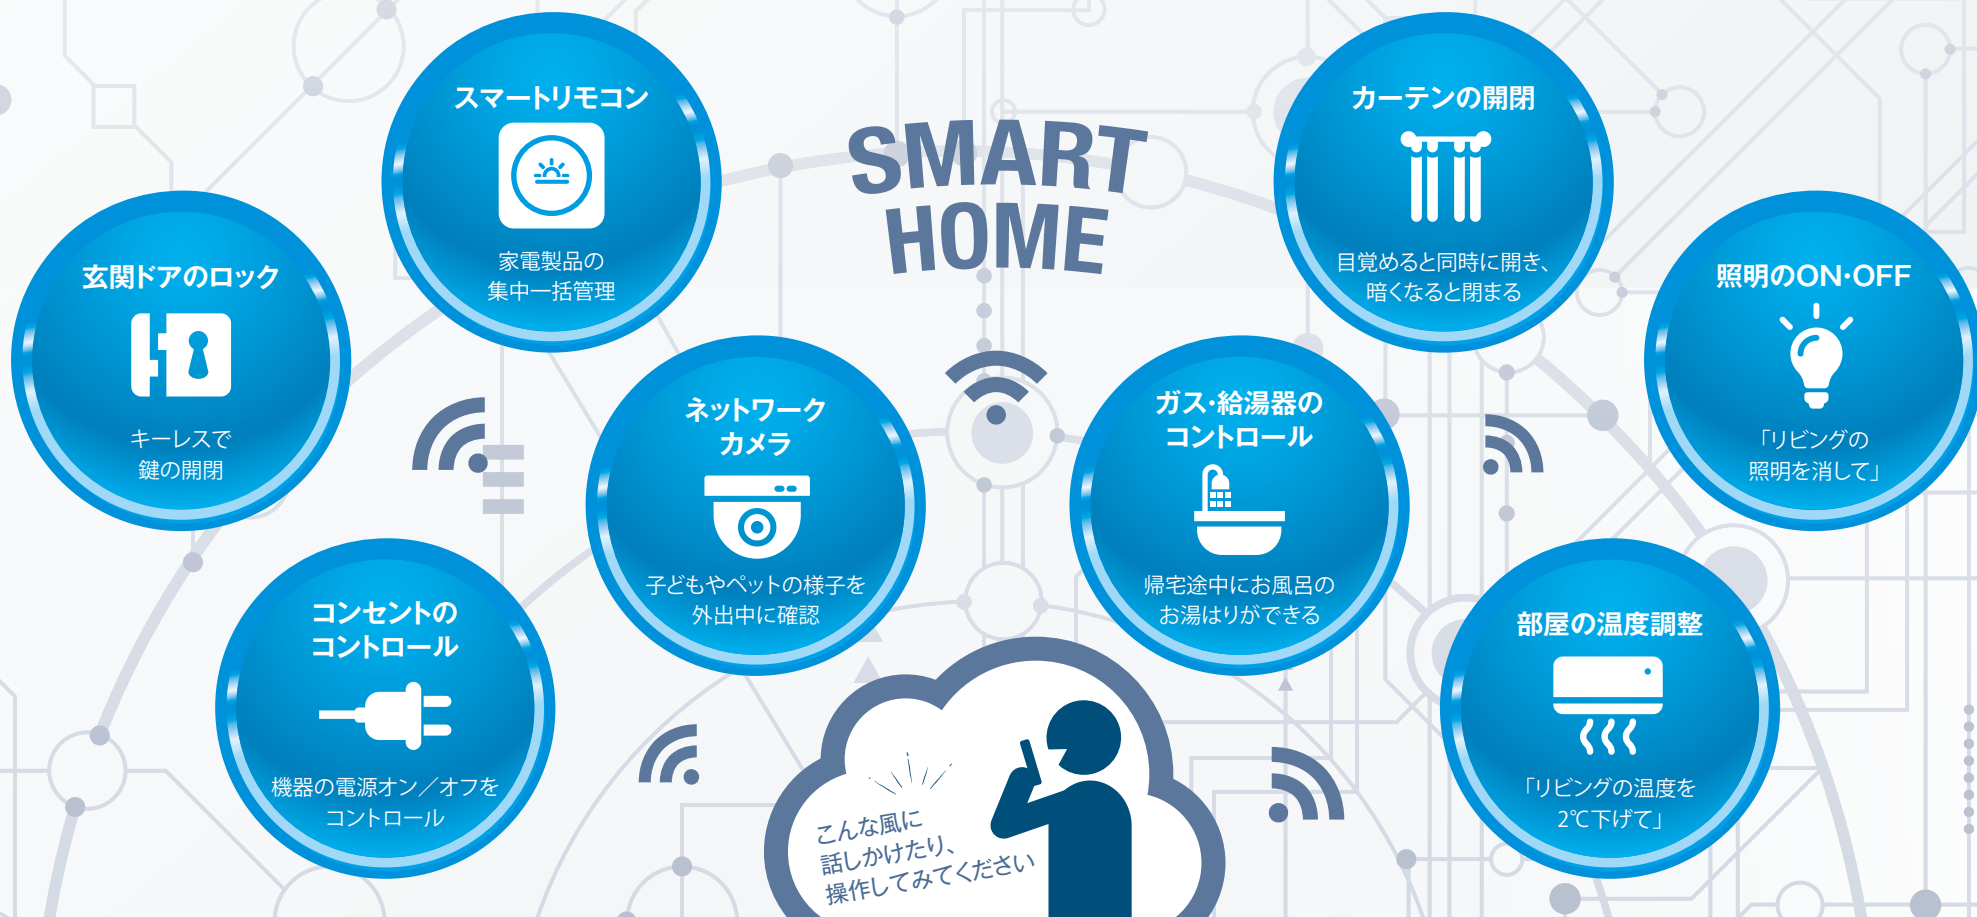 SMART
HOME
玄関ドアのロック
キーレスで
鍵の開閉
スマートリモコン
家電製品の
集中一括管理
コンセントの
コントロール
機器の電源オン／オフを
コントロール
ネットワーク
カメラ
子どもやペットの様子を
外出中に確認
ガス・給湯器の
コントロール
帰宅途中にお風呂の
お湯はりができる
カーテンの開閉
目覚めると同時に開き、
暗くなると閉まる
照明のON・OFF
「リビングの
照明を消して」
部屋の温度調整
「リビングの温度を
2℃下げて」
こんな風に
話しかけたり、
操作してみてください